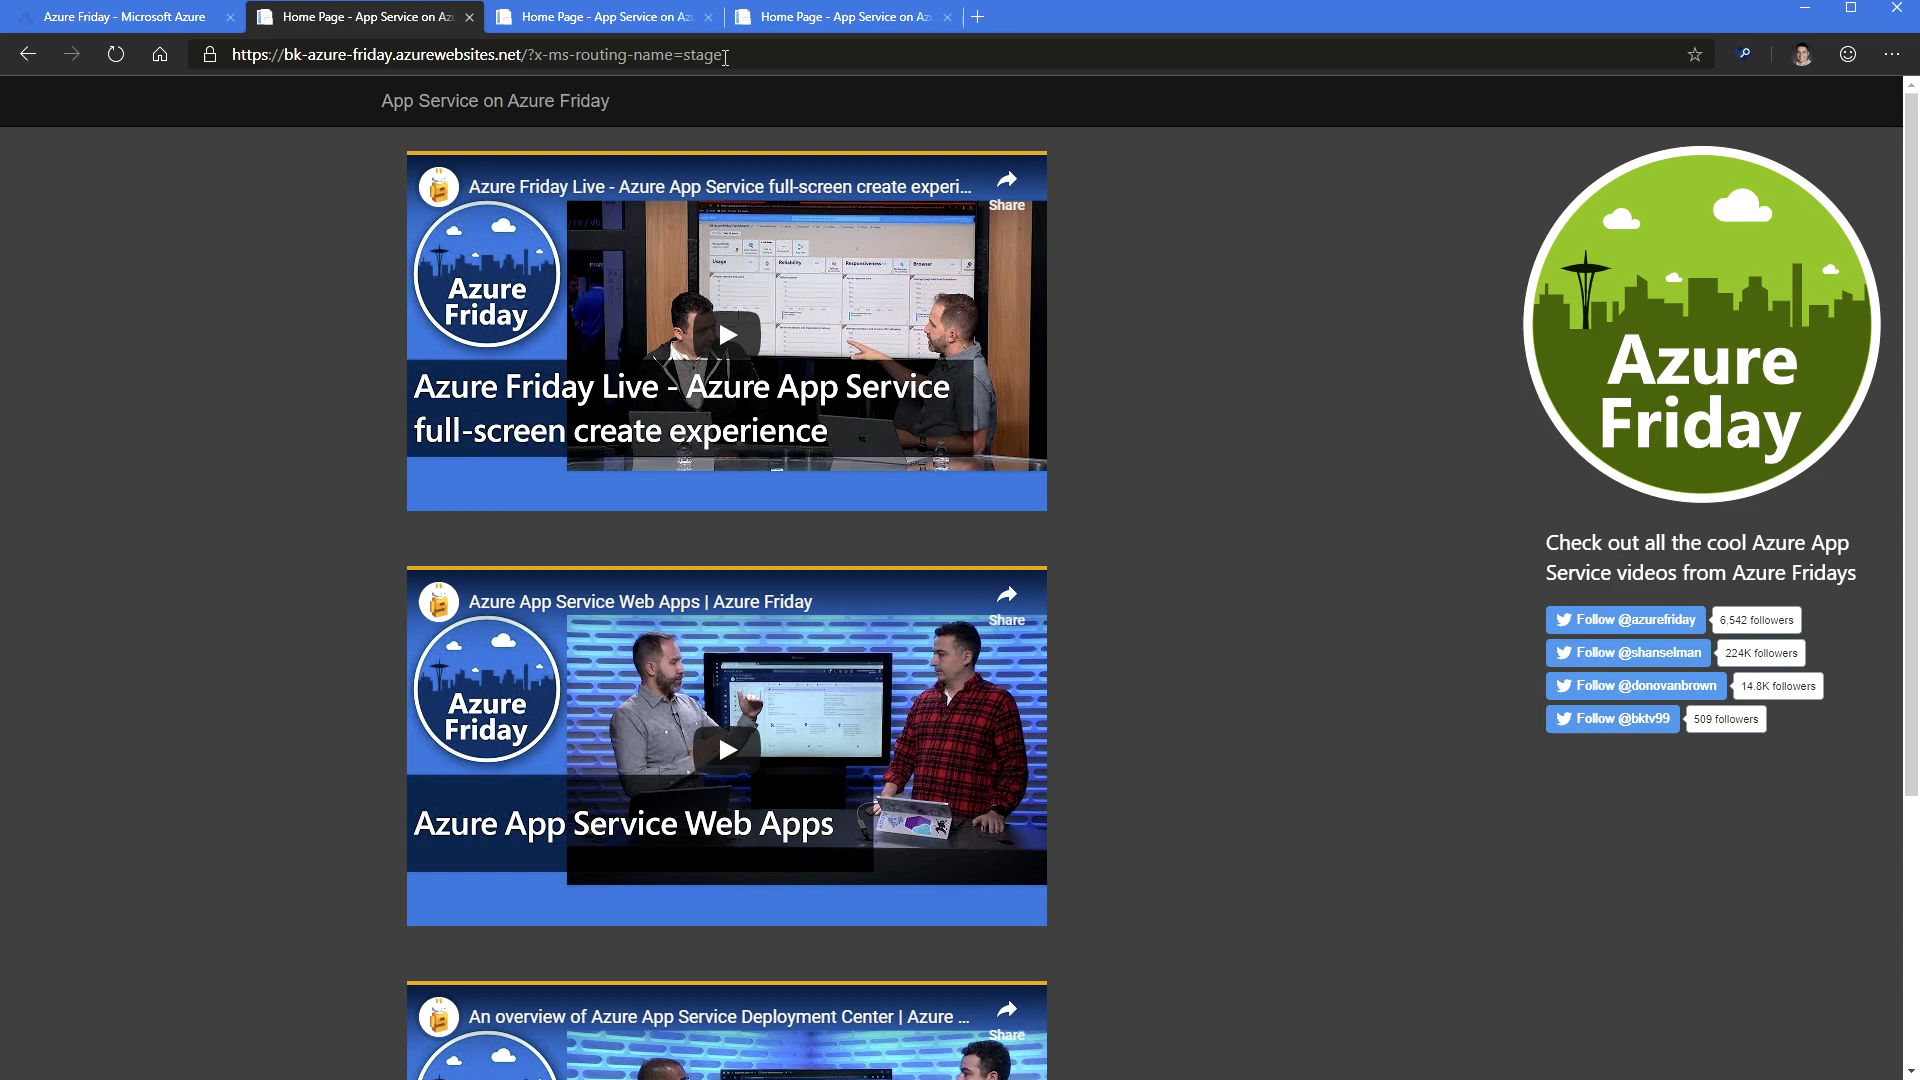 Azure Friday - Microsoft Azure
Home Page - App Service on Az
Home Page - App Service on Az
Home Page - App Service on Az
https://bk-azure-friday.azurewebsites.net/?x-ms-routing-name=stage
App Service on Azure Friday
Azure Friday Live - Azure App Service full-screen create experi...
Share
Usage
Reliability
Responsiveness
Browser
Azure
Friday
Azure Friday Live - Azure App Service
full-screen create experience
Azure App Service Web Apps | Azure Friday
Share
Azure
Friday
Azure App Service Web Apps
An overview of Azure App Service Deployment Center | Azure ...
Share
Azure
Friday
Check out all the cool Azure App
Service videos from Azure Fridays
Follow @azurefriday
6,542 followers
Follow @shanselman
224K followers
Follow @donovanbrown
14.8K followers
Follow @bktv99
509 followers